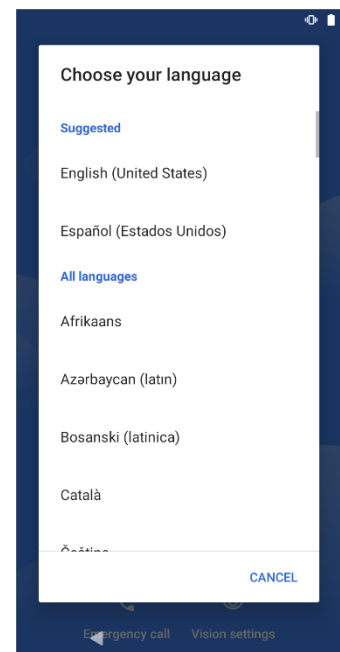 Choose your language
Suggested
English (United States)
Español (Estados Unidos)
All languages
Afrikaans
Azərbaycan (latın)
Bosanski (latinica)
Català
Čeština
CANCEL
Emergency call
Vision settings